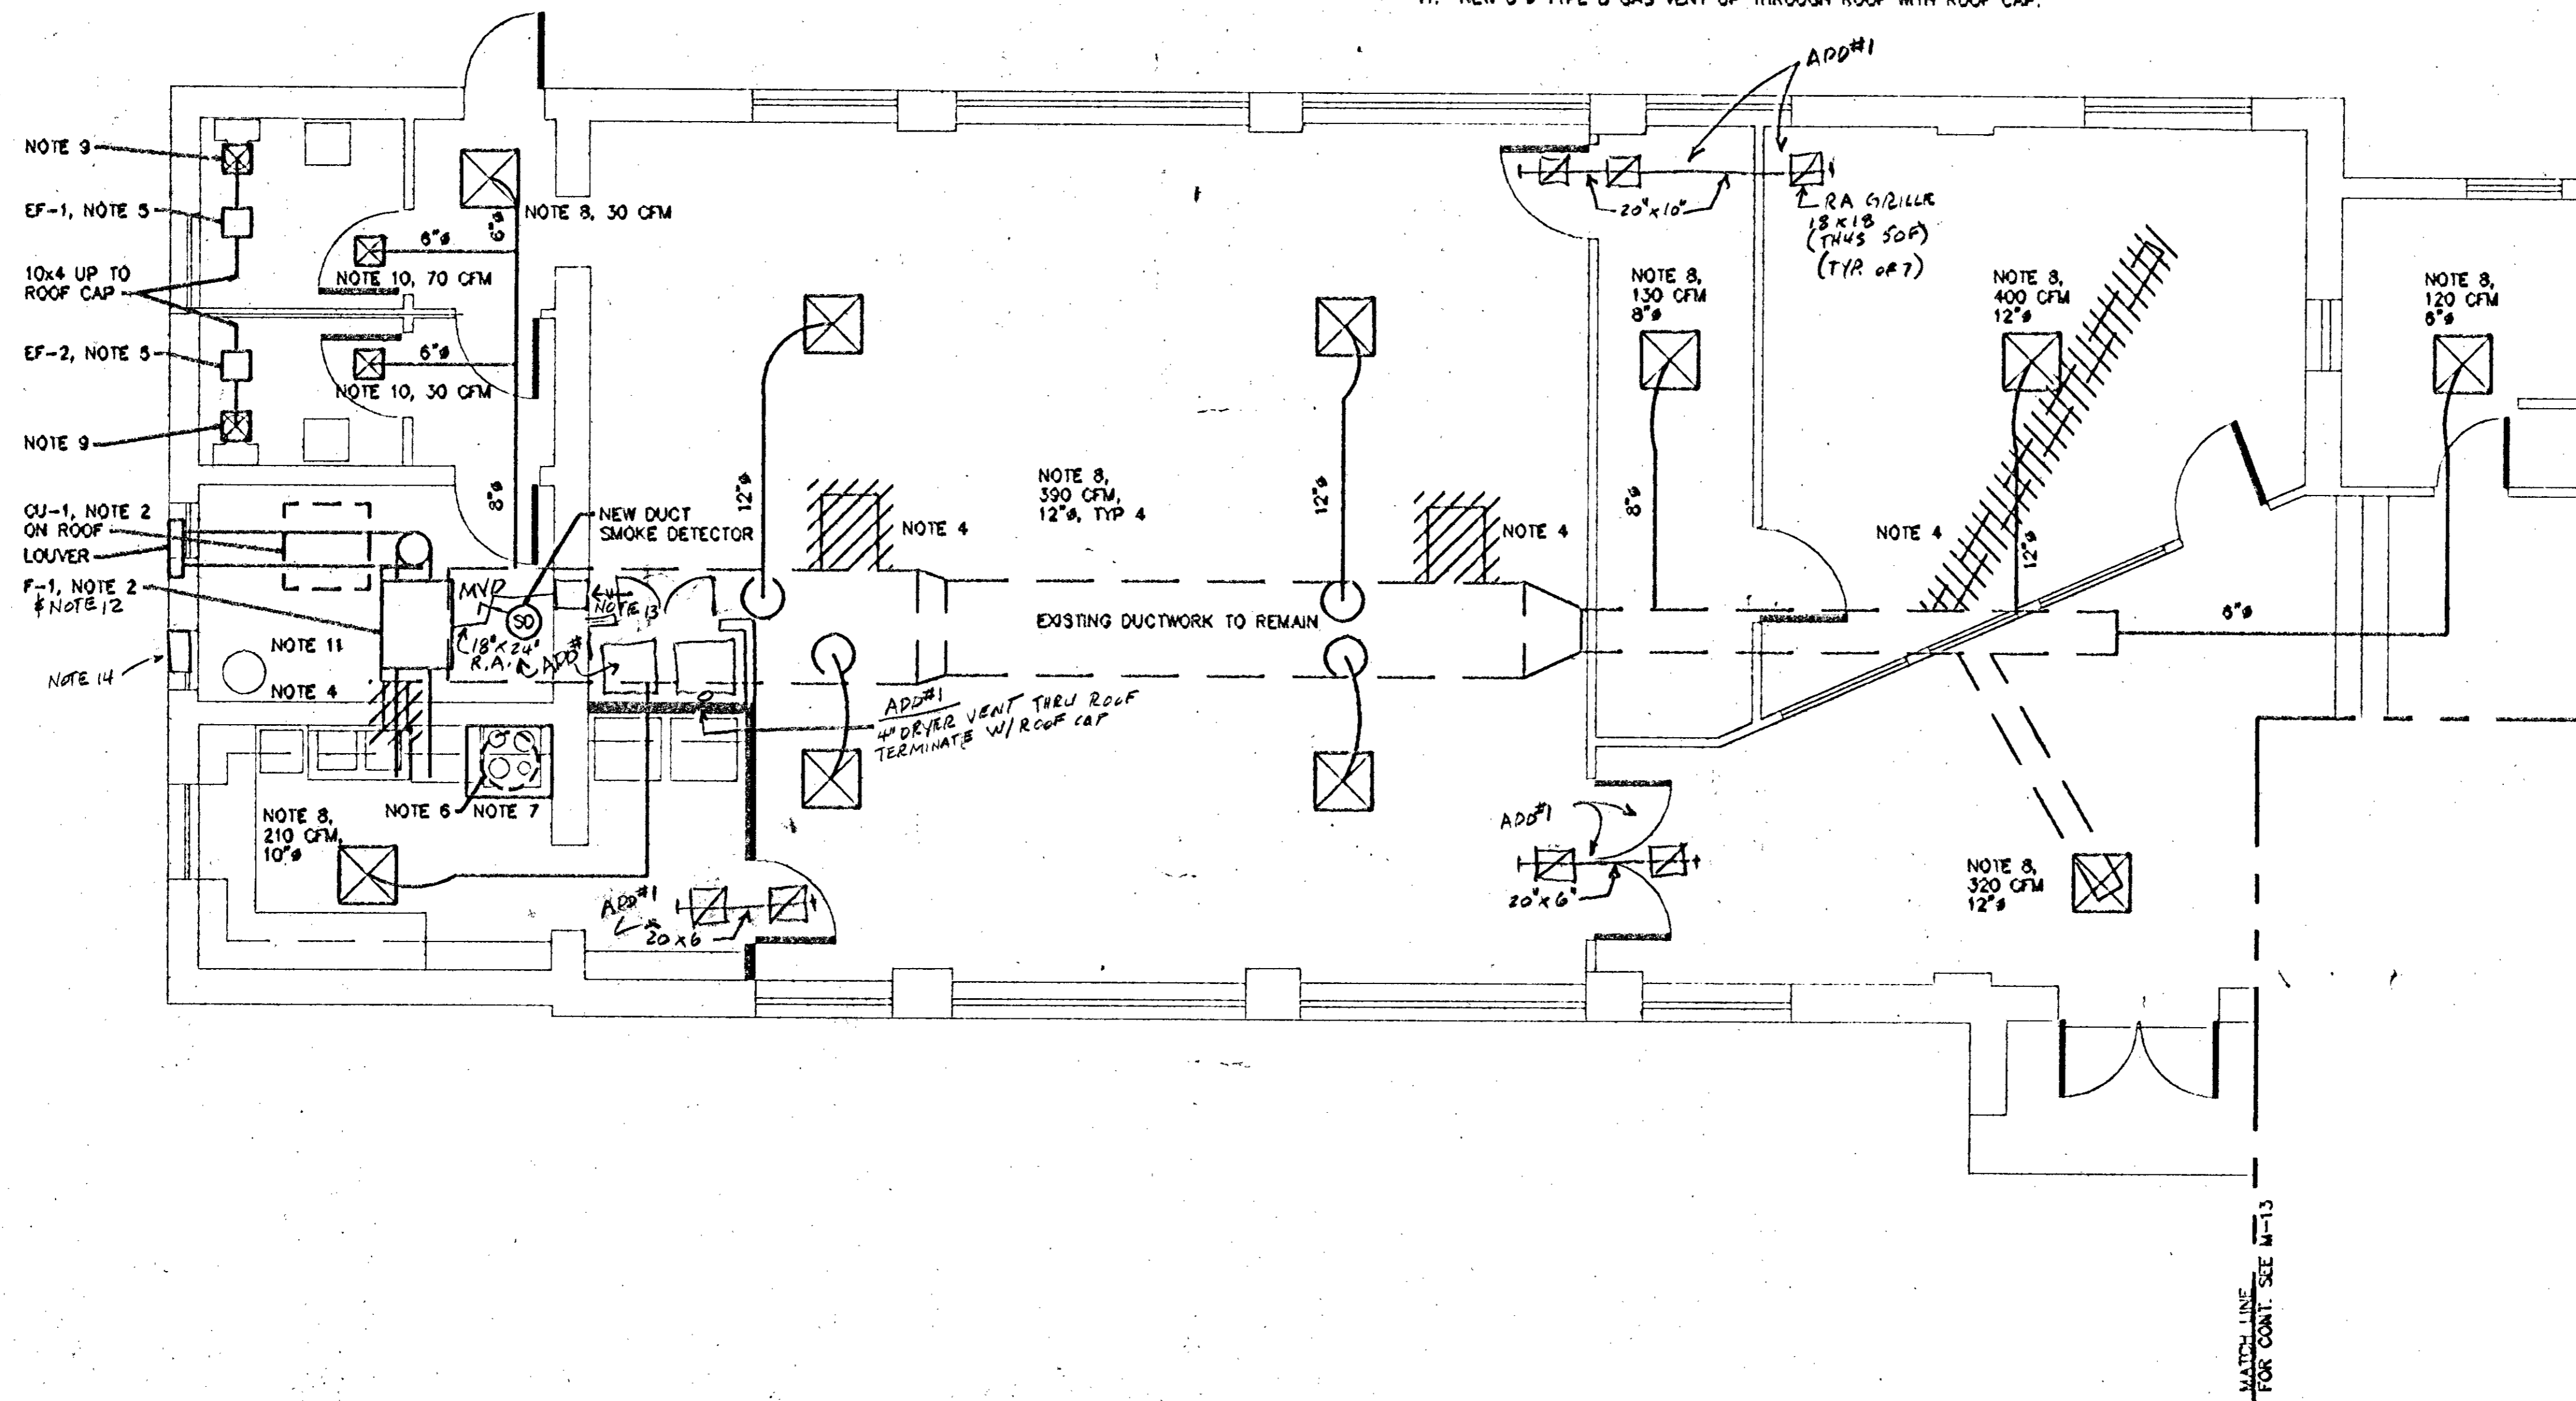 ADD#1
NOTE 9
EF-1, NOTE 5
10x4 UP TO
ROOF CAP
EF-2, NOTE 5
NOTE 9
CU-1, NOTE 2
ON ROOF
LOUVER
F-1, NOTE 2
& NOTE 12
NOTE 14
NOTE 8, 30 CFM
6"ø
6"ø
NOTE 10, 70 CFM
6"ø
NOTE 10, 30 CFM
8"ø
NEW DUCT
SMOKE DETECTOR
MVD
SD
NOTE 13
18"x24"
R.A.
ADD#
NOTE 11
NOTE 4
NOTE 6
NOTE 7
NOTE 8,
210 CFM,
10"ø
ADD#1
20x6
ADD#1
4" DRYER VENT THRU ROOF
TERMINATE W/ ROOF CAP
12"ø
NOTE 4
NOTE 8,
390 CFM,
12"ø, TYP 4
12"ø
NOTE 4
EXISTING DUCTWORK TO REMAIN
20"x10"
RA GRILLE
18x18
(TYP. OF 7)
NOTE 8,
130 CFM
8"ø
8"ø
NOTE 8,
400 CFM
12"ø
NOTE 4
12"ø
NOTE 8,
120 CFM
8"ø
8"ø
ADD#1
20"x6"
NOTE 8,
320 CFM
12"ø
MATCH LINE
FOR CONT. SEE M-13